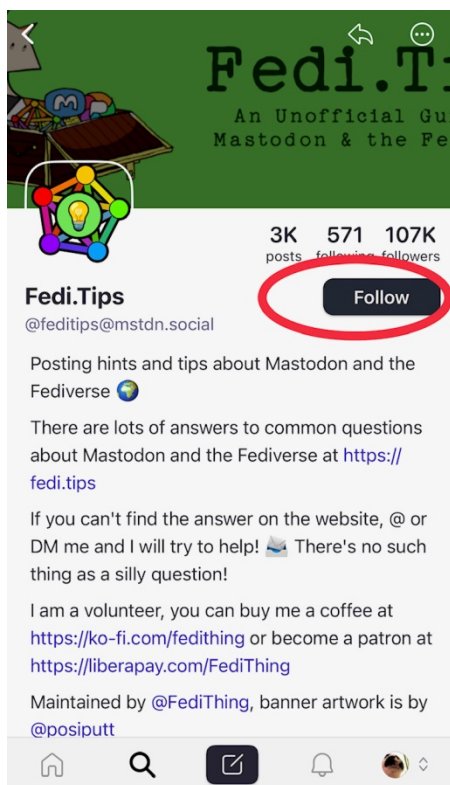 Fedi.Ti
An Unofficial Gu
Mastodon & the Fe
3K 571 107K
posts following followers
Fedi.Tips
Follow
@feditips@mstdn.social
Posting hints and tips about Mastodon and the
Fediverse 🌍
There are lots of answers to common questions
about Mastodon and the Fediverse at https://
fedi.tips
If you can't find the answer on the website, @ or
DM me and I will try to help! 📨 There's no such
thing as a silly question!
I am a volunteer, you can buy me a coffee at
https://ko-fi.com/fedithing or become a patron at
https://liberapay.com/FediThing
Maintained by @FediThing, banner artwork is by
@posiputt